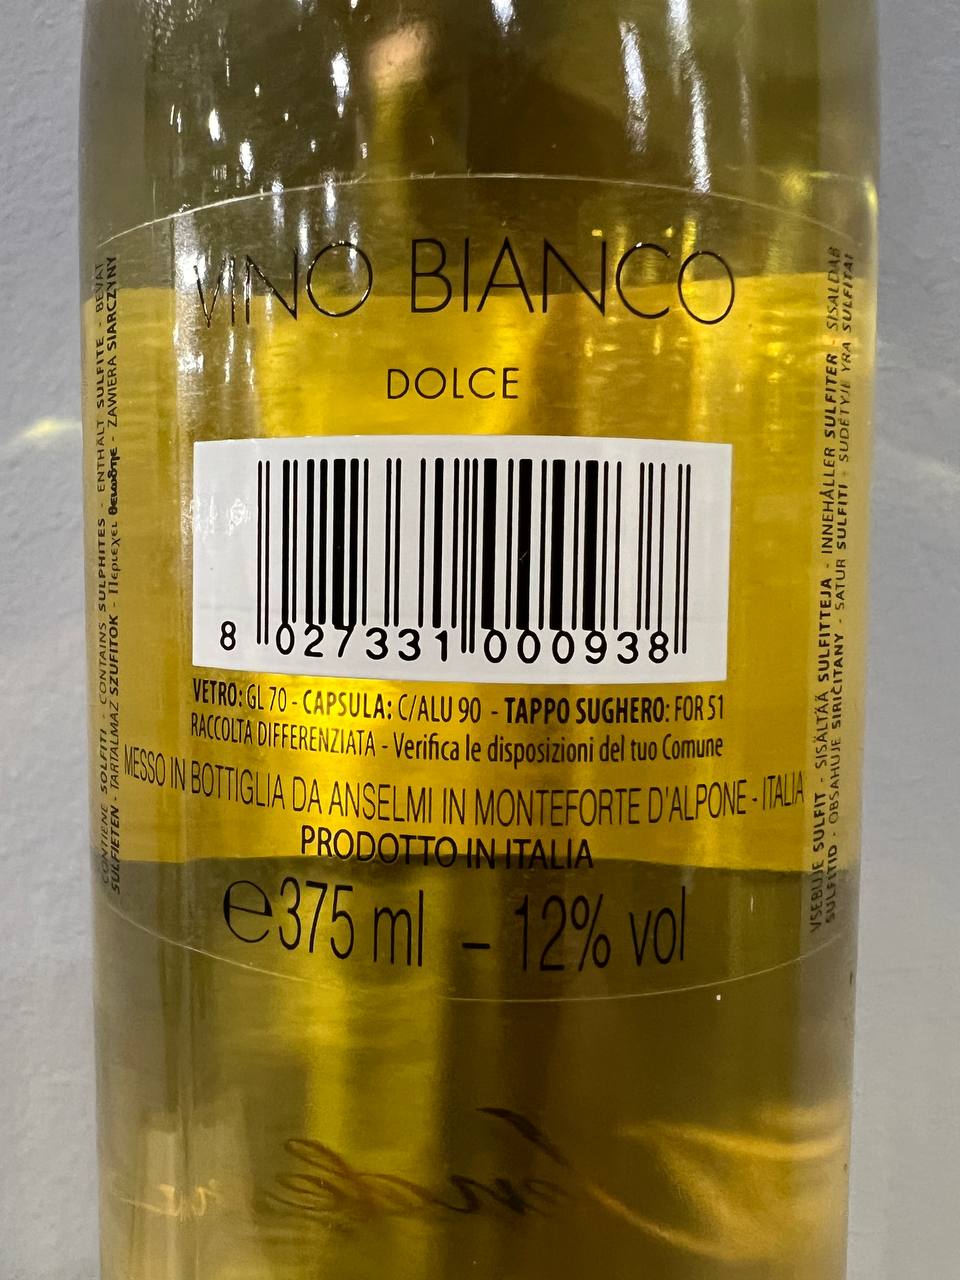 VINO BIANCO
DOLCE
8 027331 000938
VETRO: GL 70 - CAPSULA: C/ALU 90 - TAPPO SUGHERO: FOR 51
RACCOLTA DIFFERENZIATA - Verifica le disposizioni del tuo Comune
MESSO IN BOTTIGLIA DA ANSELMI IN MONTEFORTE D'ALPONE - ITALIA
PRODOTTO IN ITALIA
℮375 ml - 12% vol
CONTIENE SOLFITI - CONTAINS SULPHITES - ENTHÄLT SULFITE - BEVAT
SULFIETEN - TARTALMAZ SZUFITOK - Περιέχει θειώδης - ZAWIERA SIARCZYNY
VSEBUJE SULFIT - SISÄLTÄÄ SULFITTEJA - INNEHÅLLER SULFITER - SISALDAB
SULFITID - OBSAHUJE SIRIČITANY - SATUR SULFITI - SUDĖTYJE YRA SULFITAI